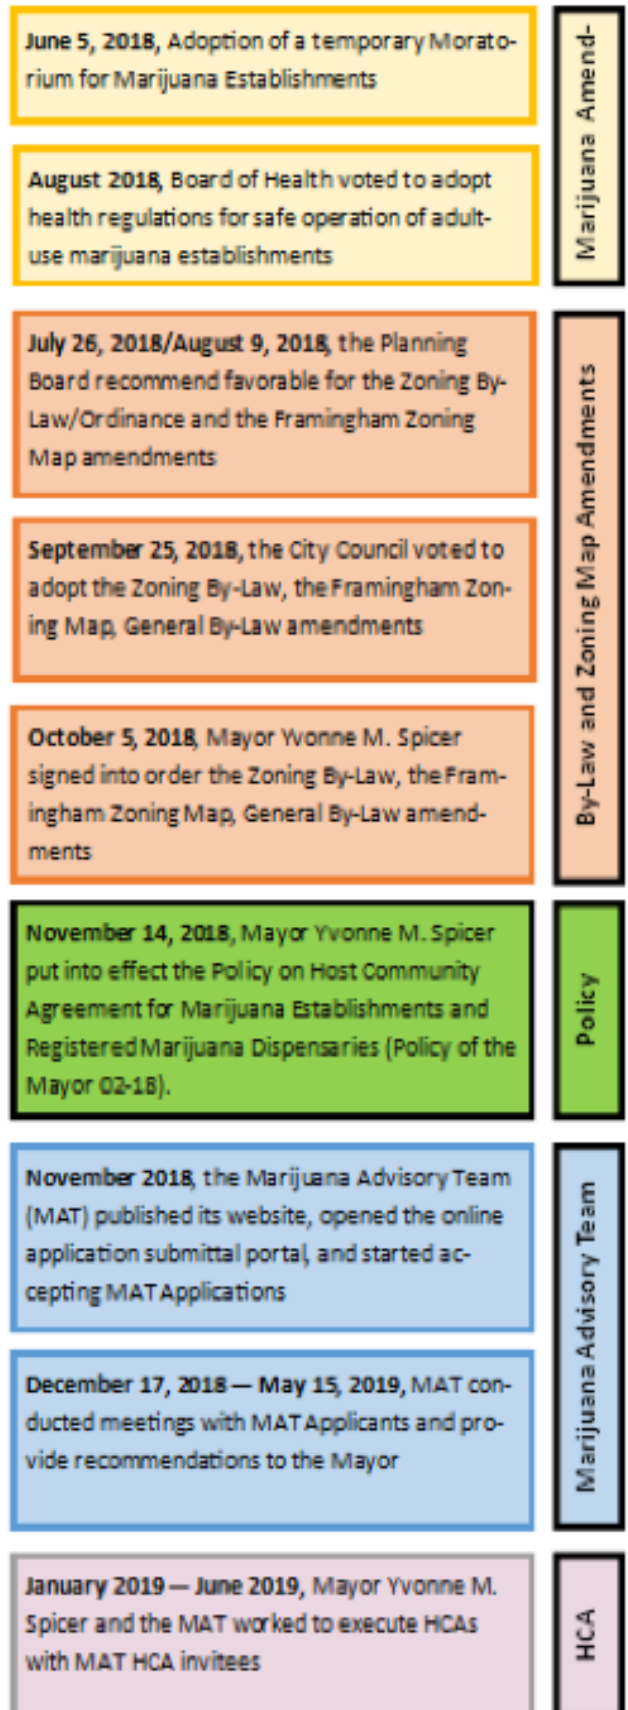 June 5, 2018, Adoption of a temporary Morato-
rium for Marijuana Establishments
August 2018, Board of Health voted to adopt
health regulations for safe operation of adult-
use marijuana establishments
Marijuana Amend-
July 26, 2018/August 9, 2018, the Planning
Board recommend favorable for the Zoning By-
Law/Ordinance and the Framingham Zoning
Map amendments
September 25, 2018, the City Council voted to
adopt the Zoning By-Law, the Framingham Zon-
ing Map, General By-Law amendments
October 5, 2018, Mayor Yvonne M. Spicer
signed into order the Zoning By-Law, the Fram-
ingham Zoning Map, General By-Law amend-
ments
By-Law and Zoning Map Amendments
November 14, 2018, Mayor Yvonne M. Spicer
put into effect the Policy on Host Community
Agreement for Marijuana Establishments and
Registered Marijuana Dispensaries (Policy of the
Mayor 02-18).
Policy
November 2018, the Marijuana Advisory Team
(MAT) published its website, opened the online
application submittal portal, and started ac-
cepting MAT Applications
December 17, 2018 — May 15, 2019, MAT con-
ducted meetings with MAT Applicants and pro-
vide recommendations to the Mayor
Marijuana Advisory Team
January 2019 — June 2019, Mayor Yvonne M.
Spicer and the MAT worked to execute HCAs
with MAT HCA invitees
HCA